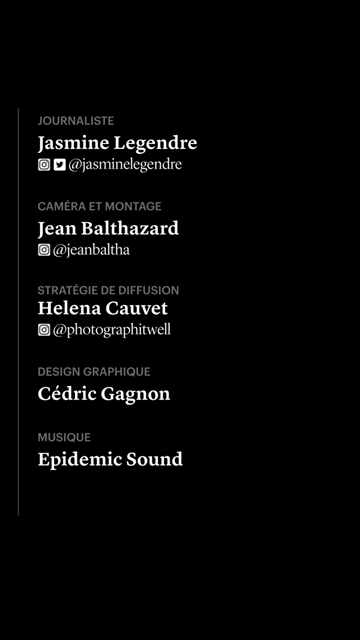 JOURNALISTE
Jasmine Legendre
@jasminelegendre
CAMÉRA ET MONTAGE
Jean Balthazard
@jeanbaltha
STRATÉGIE DE DIFFUSION
Helena Cauvet
@photographitwell
DESIGN GRAPHIQUE
Cédric Gagnon
MUSIQUE
Epidemic Sound